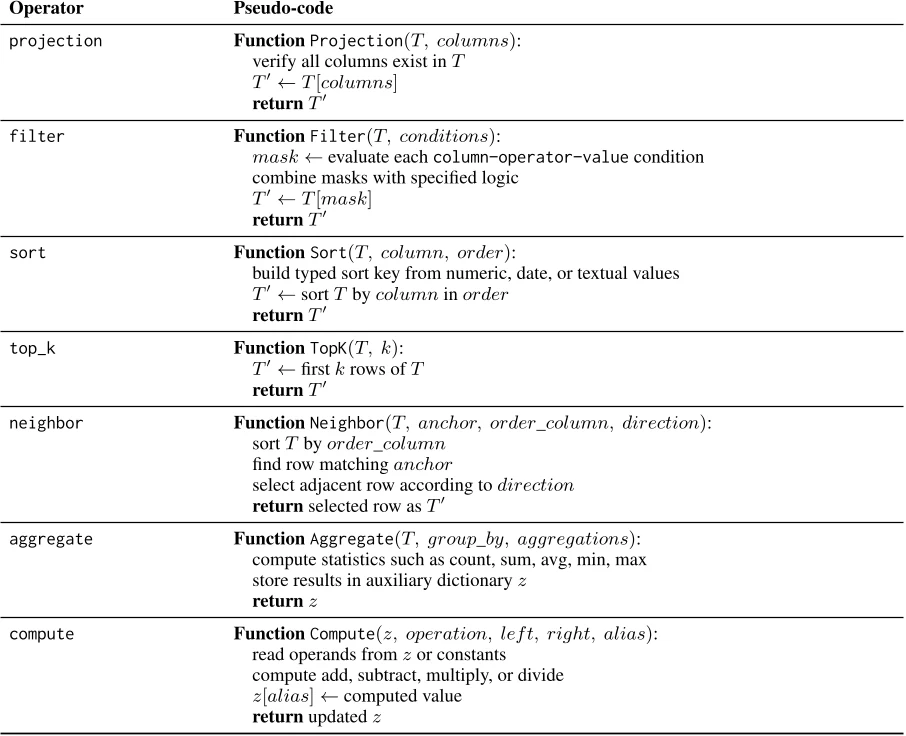 Operator Pseudo-code
projection Function Projection(T, columns):
verify all columns exist in T
T′ ← T[columns]
return T′
filter Function Filter(T, conditions):
mask ← evaluate each column-operator-value condition
combine masks with specified logic
T′ ← T[mask]
return T′
sort Function Sort(T, column, order):
build typed sort key from numeric, date, or textual values
T′ ← sort T by column in order
return T′
top_k Function TopK(T, k):
T′ ← first k rows of T
return T′
neighbor Function Neighbor(T, anchor, order_column, direction):
sort T by order_column
find row matching anchor
select adjacent row according to direction
return selected row as T′
aggregate Function Aggregate(T, group_by, aggregations):
compute statistics such as count, sum, avg, min, max
store results in auxiliary dictionary z
return z
compute Function Compute(z, operation, left, right, alias):
read operands from z or constants
compute add, subtract, multiply, or divide
z[alias] ← computed value
return updated z